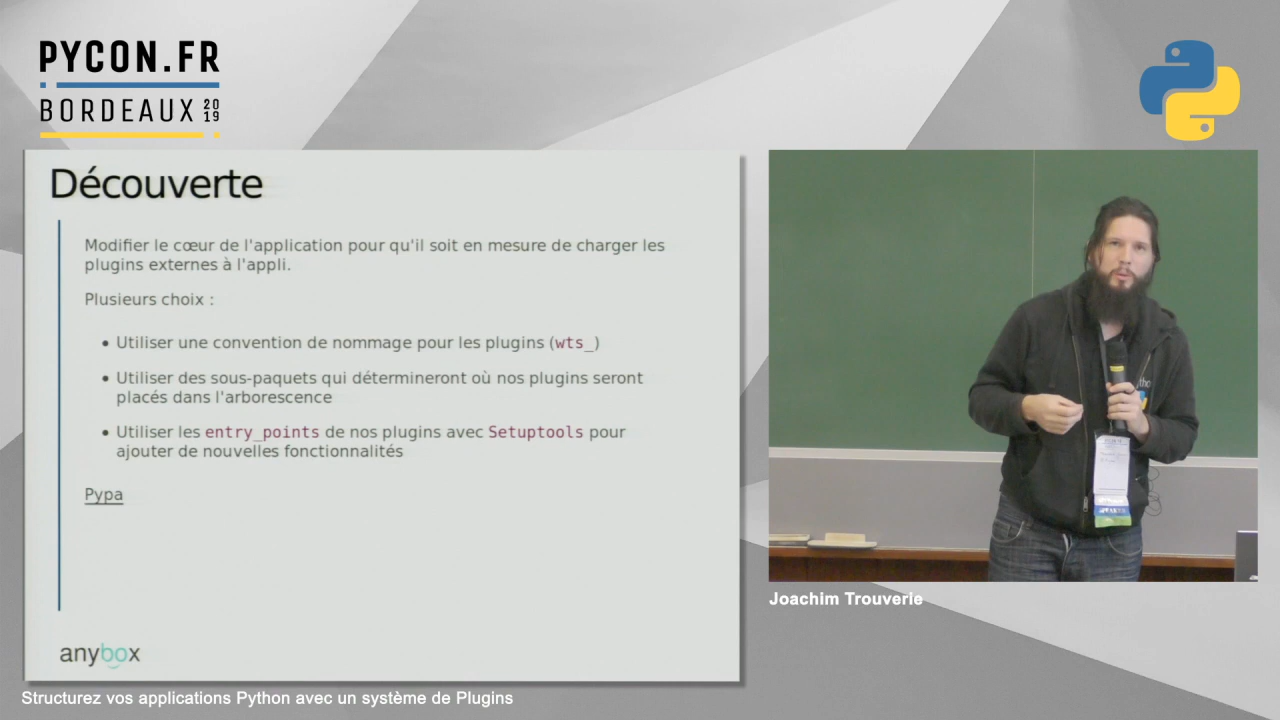 PYCON.FR
BORDEAUX 2019
Découverte
Modifier le cœur de l'application pour qu'il soit en mesure de charger les
plugins externes à l'appli.
Plusieurs choix :
• Utiliser une convention de nommage pour les plugins (wts_)
• Utiliser des sous-paquets qui détermineront où nos plugins seront
placés dans l'arborescence
• Utiliser les entry_points de nos plugins avec Setuptools pour
ajouter de nouvelles fonctionnalités
Pypa
anybox
Joachim Trouverie
Structurez vos applications Python avec un système de Plugins